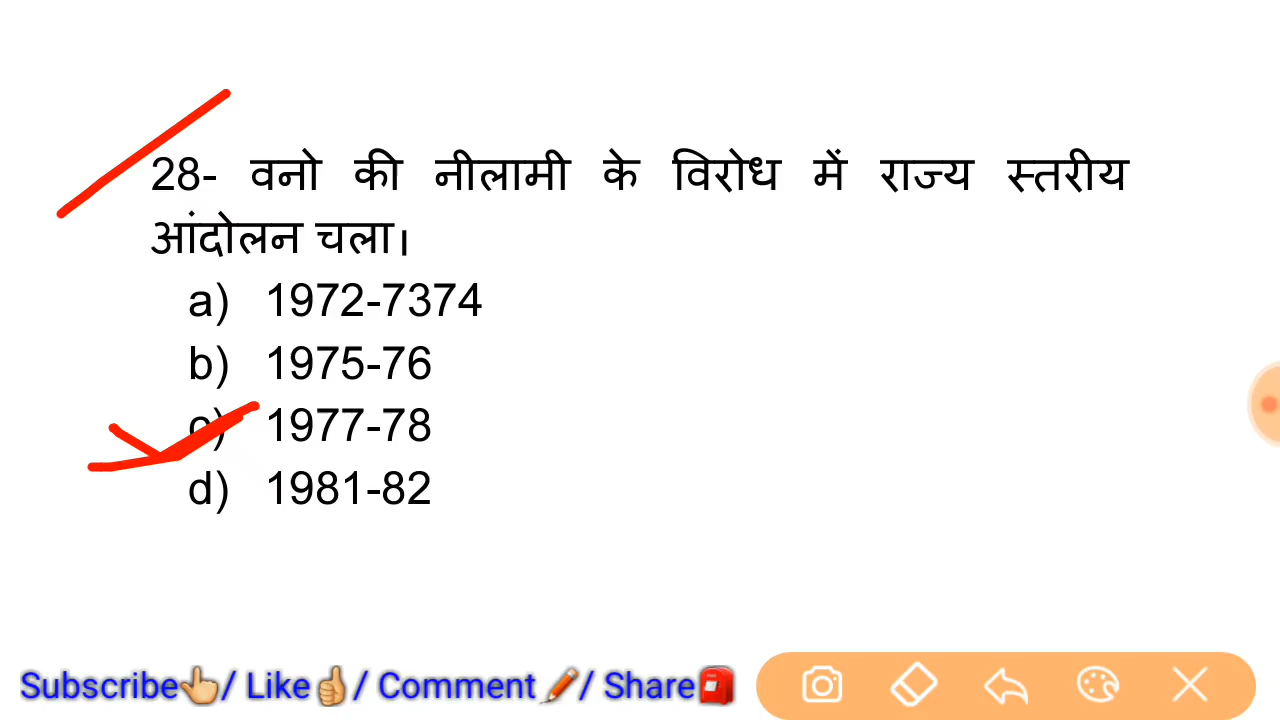 28- वनो की नीलामी के विरोध में राज्य स्तरीय
आंदोलन चला।
a) 1972-7374
b) 1975-76
c) 1977-78
d) 1981-82
Subscribe👆/ Like👍/ Comment ✏️/ Share📮